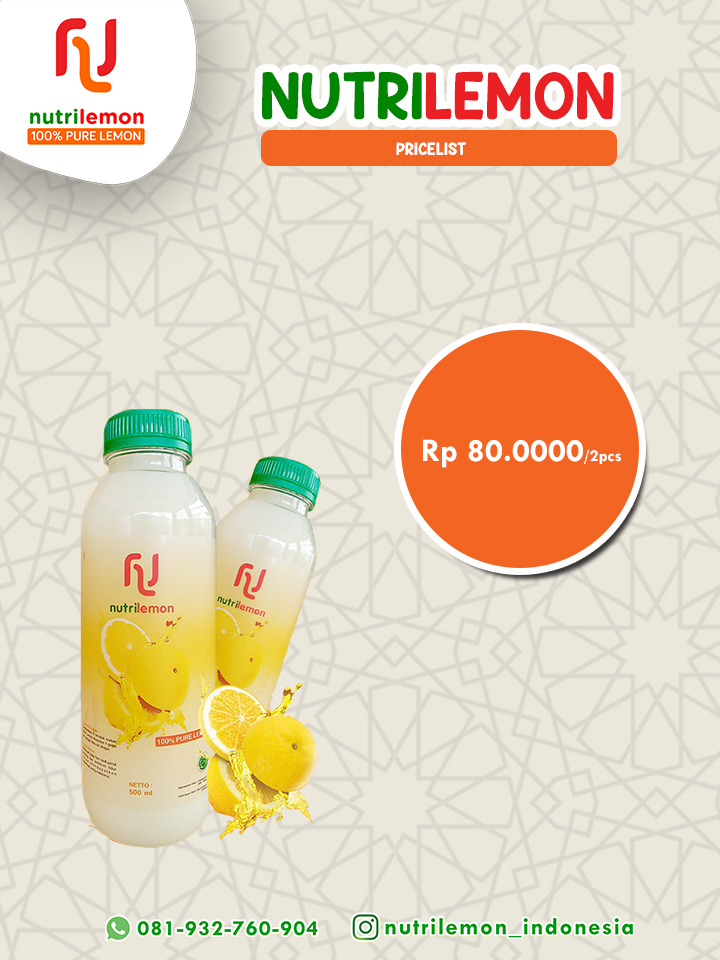 nutrilemon
100% PURE LEMON
NUTRILEMON
PRICELIST
Rp 80.0000/2pcs
nutrilemon
nutrilemon
100% PURE
NETTO :
500 ml
081-932-760-904
nutrilemon_indonesia